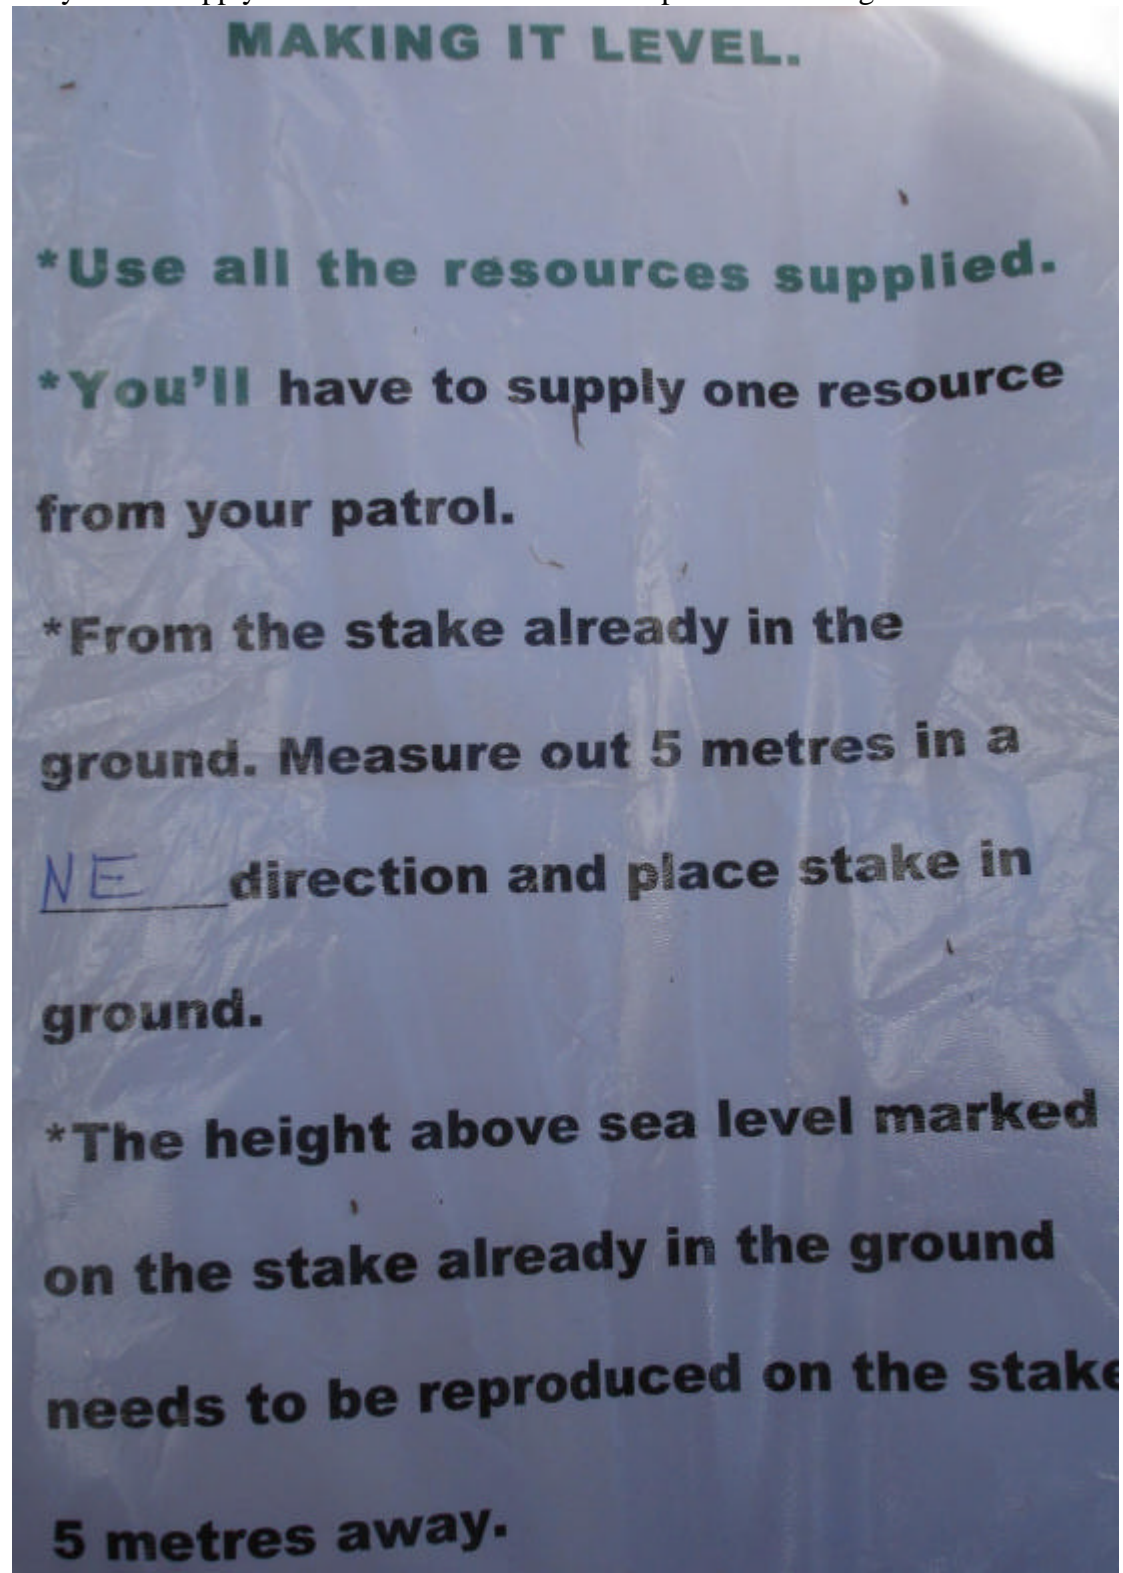 MAKING IT LEVEL.
*Use all the resources supplied.
*You'll have to supply one resource
from your patrol.
*From the stake already in the
ground. Measure out 5 metres in a
NE direction and place stake in
ground.
*The height above sea level marked
on the stake already in the ground
needs to be reproduced on the stake
5 metres away.